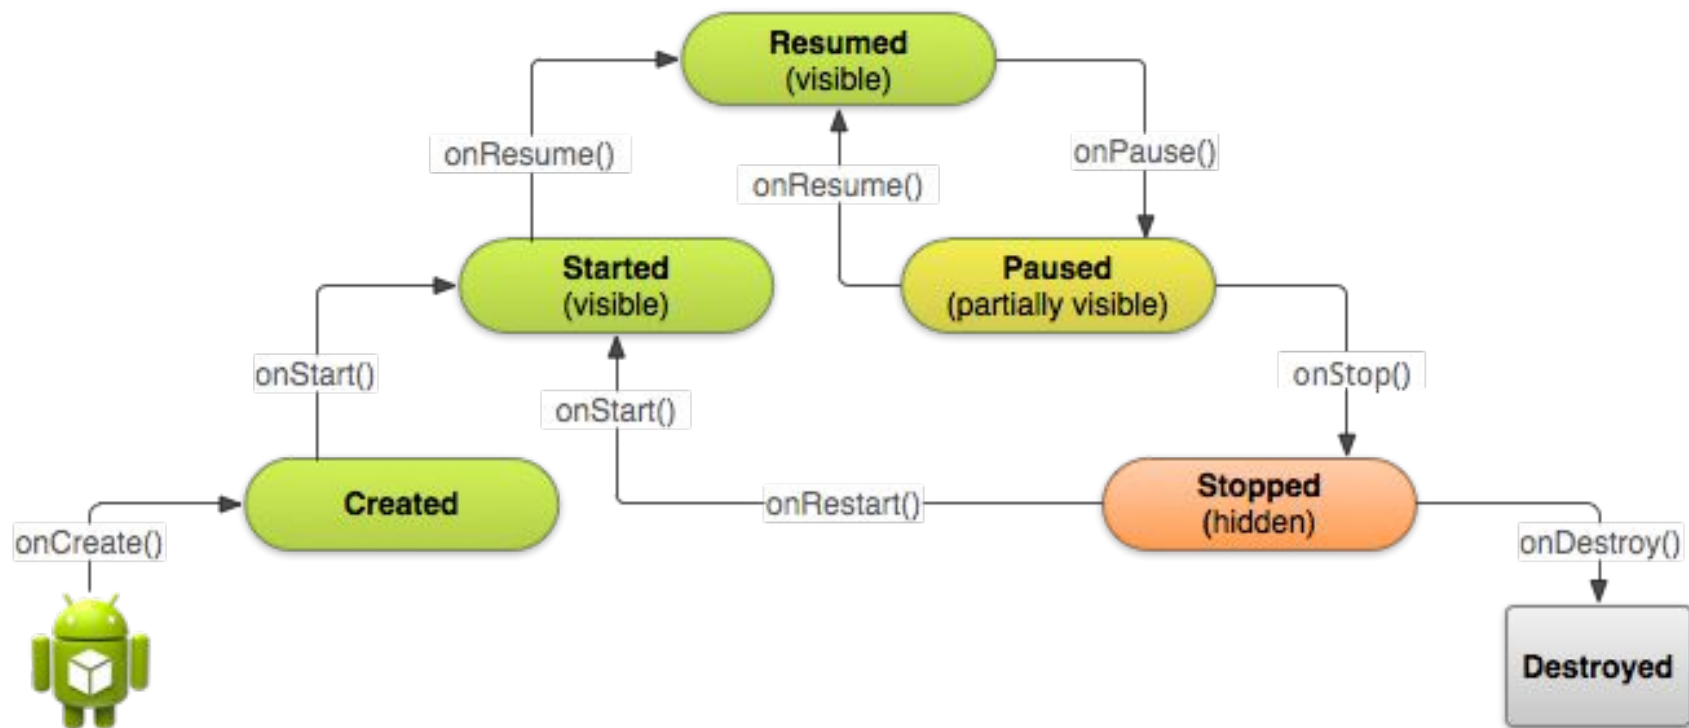 Resumed
(visible)
onResume()
onPause()
onResume()
Started
(visible)
Paused
(partially visible)
onStart()
onStop()
onStart()
Created
onRestart()
Stopped
(hidden)
onCreate()
onDestroy()
Destroyed